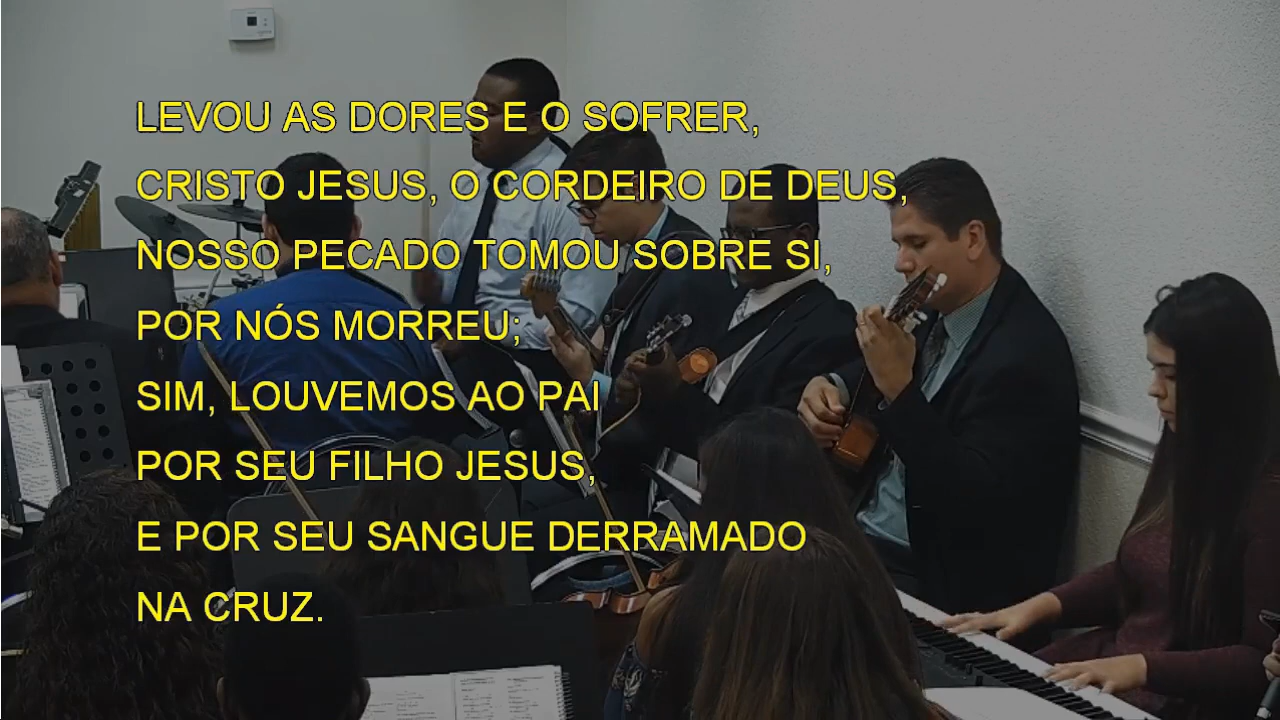 LEVOU AS DORES E O SOFRER,
CRISTO JESUS, O CORDEIRO DE DEUS,
NOSSO PECADO TOMOU SOBRE SI,
POR NÓS MORREU;
SIM, LOUVEMOS AO PAI
POR SEU FILHO JESUS,
E POR SEU SANGUE DERRAMADO
NA CRUZ.